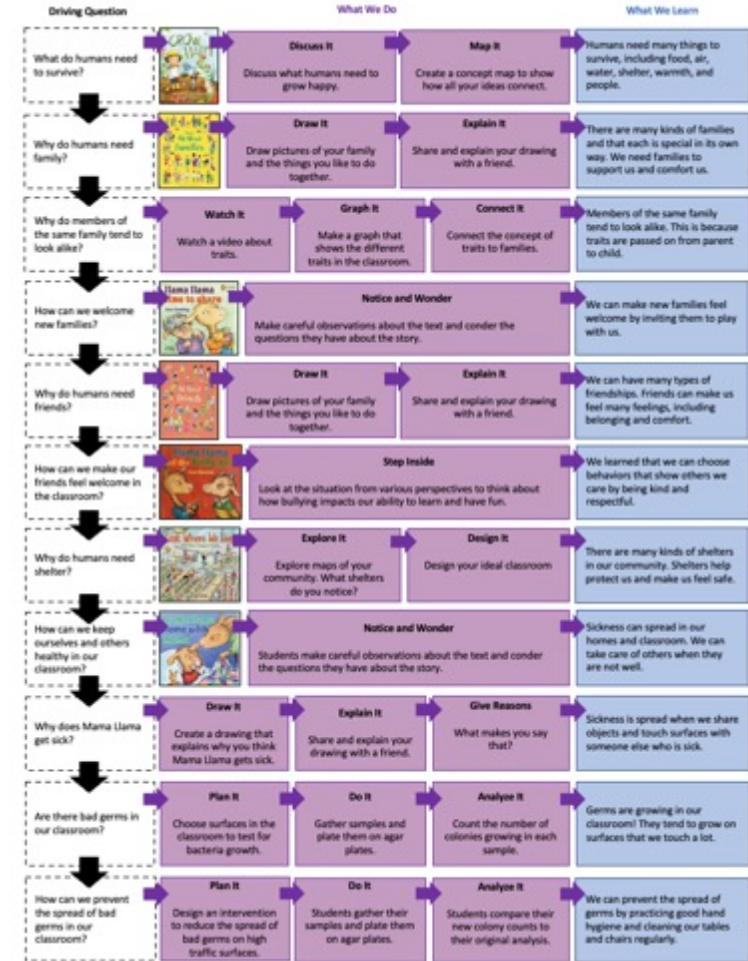 Driving Question
What We Do
What We Learn
What do humans need
to survive?
Discuss It
Discuss what humans need to
grow happy.
Map It
Create a concept map to show
how all your ideas connect.
Humans need many things to
survive, including food, air,
water, shelter, warmth, and
people.
Why do humans need
family?
Families
Draw It
Draw pictures of your family
and the things you like to do
together.
Explain It
Share and explain your drawing
with a friend.
There are many kinds of families
and that each is special in its own
way. We need families to
support us and comfort us.
Why do members of
the same family tend to
look alike?
Watch It
Watch a video about
traits.
Graph It
Make a graph that
shows the different
traits in the classroom.
Connect It
Connect the concept of
traits to families.
Members of the same family
tend to look alike. This is because
traits are passed on from parent
to child.
How can we welcome
new families?
llama llama
time to share
Notice and Wonder
Make careful observations about the text and conder the
questions they have about the story.
We can make new families feel
welcome by inviting them to play
with us.
Why do humans need
friends?
Draw It
Draw pictures of your family
and the things you like to do
together.
Explain It
Share and explain your drawing
with a friend.
We can have many types of
friendships. Friends can make us
feel many feelings, including
belonging and comfort.
How can we make our
friends feel welcome in
the classroom?
Step Inside
Look at the situation from various perspectives to think about
how bullying impacts our ability to learn and have fun.
We learned that we can choose
behaviors that show others we
care by being kind and
respectful.
Why do humans need
shelter?
Where We
Explore It
Explore maps of your
community. What shelters
do you notice?
Design It
Design your ideal classroom
There are many kinds of shelters
in our community. Shelters help
protect us and make us feel safe.
How can we keep
ourselves and others
healthy in our
classroom?
Notice and Wonder
Students make careful observations about the text and conder
the questions they have about the story.
Sickness can spread in our
homes and classroom. We can
take care of others when they
are not well.
Why does Mama Llama
get sick?
Draw It
Create a drawing that
explains why you think
Mama Llama gets sick.
Explain It
Share and explain your
drawing with a friend.
Give Reasons
What makes you say
that?
Sickness is spread when we share
objects and touch surfaces with
someone else who is sick.
Are there bad germs in
our classroom?
Plan It
Choose surfaces in the
classroom to test for
bacteria growth.
Do It
Gather samples and
plate them on agar
plates.
Analyze It
Count the number of
colonies growing in each
sample.
Germs are growing in our
classroom! They tend to grow on
surfaces that we touch a lot.
How can we prevent
the spread of bad
germs in our
classroom?
Plan It
Design an intervention
to reduce the spread of
bad germs on high
traffic surfaces.
Do It
Students gather their
samples and plate them
on agar plates.
Analyze It
Students compare their
new colony counts to
their original analysis.
We can prevent the spread of
germs by practicing good hand
hygiene and cleaning our tables
and chairs regularly.